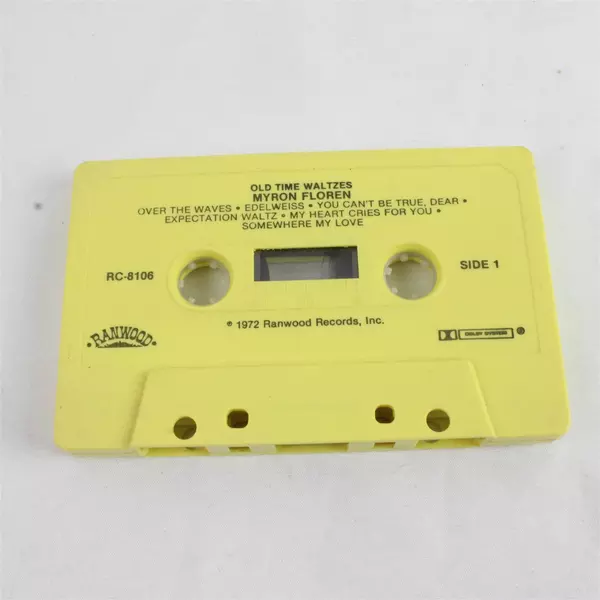 OLD TIME WALTZES
MYRON FLOREN
OVER THE WAVES • EDELWEISS • YOU CAN'T BE TRUE, DEAR •
EXPECTATION WALTZ • MY HEART CRIES FOR YOU •
SOMEWHERE MY LOVE
RC-8106
SIDE 1
℗ 1972 Ranwood Records, Inc.
• RANWOOD •
DOLBY SYSTEM ®